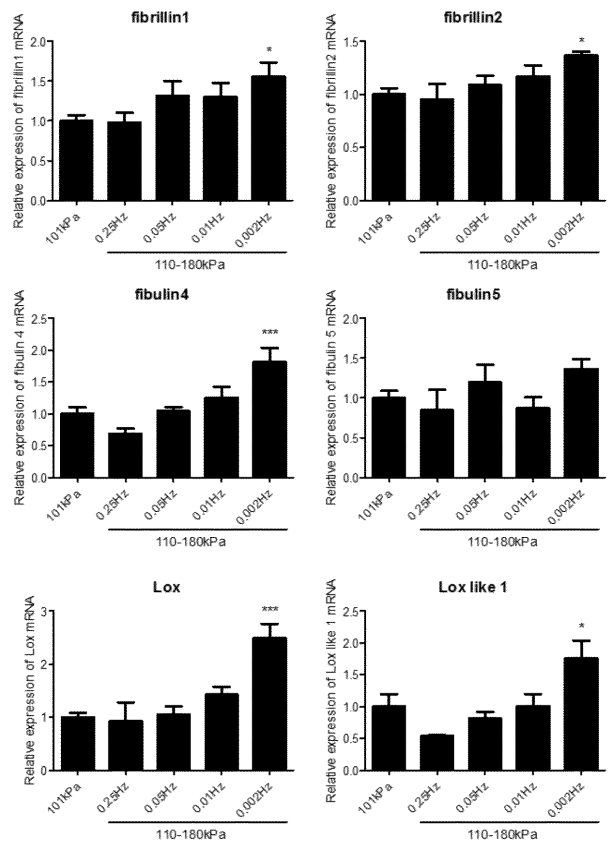 fibrillin1
Relative expression of fibrillin1 mRNA
2.0
1.5
1.0
0.5
0.0
*
101kPa
0.25Hz
0.05Hz
0.01Hz
0.002Hz
110-180kPa
fibrillin2
Relative expression of fibrillin2 mRNA
1.5
1.0
0.5
0.0
*
101kPa
0.25Hz
0.05Hz
0.01Hz
0.002Hz
110-180kPa
fibulin4
Relative expression of fibulin 4 mRNA
2.5
2.0
1.5
1.0
0.5
0.0
***
101kPa
0.25Hz
0.05Hz
0.01Hz
0.002Hz
110-180kPa
fibulin5
Relative expression of fibulin 5 mRNA
2.0
1.5
1.0
0.5
0.0
101kPa
0.25Hz
0.05Hz
0.01Hz
0.002Hz
110-180kPa
Lox
Relative expression of Lox mRNA
3
2
1
0
***
101kPa
0.25Hz
0.05Hz
0.01Hz
0.002Hz
110-180kPa
Lox like 1
Relative expression of Lox like 1 mRNA
2.5
2.0
1.5
1.0
0.5
0.0
*
101kPa
0.25Hz
0.05Hz
0.01Hz
0.002Hz
110-180kPa